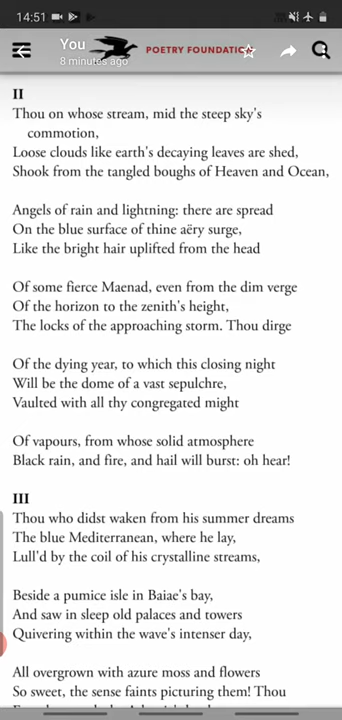 14:51
You
8 minutes ago
POETRY FOUNDATION
II
Thou on whose stream, mid the steep sky's
commotion,
Loose clouds like earth's decaying leaves are shed,
Shook from the tangled boughs of Heaven and Ocean,
Angels of rain and lightning: there are spread
On the blue surface of thine aëry surge,
Like the bright hair uplifted from the head
Of some fierce Maenad, even from the dim verge
Of the horizon to the zenith's height,
The locks of the approaching storm. Thou dirge
Of the dying year, to which this closing night
Will be the dome of a vast sepulchre,
Vaulted with all thy congregated might
Of vapours, from whose solid atmosphere
Black rain, and fire, and hail will burst: oh hear!
III
Thou who didst waken from his summer dreams
The blue Mediterranean, where he lay,
Lull'd by the coil of his crystalline streams,
Beside a pumice isle in Baiae's bay,
And saw in sleep old palaces and towers
Quivering within the wave's intenser day,
All overgrown with azure moss and flowers
So sweet, the sense faints picturing them! Thou